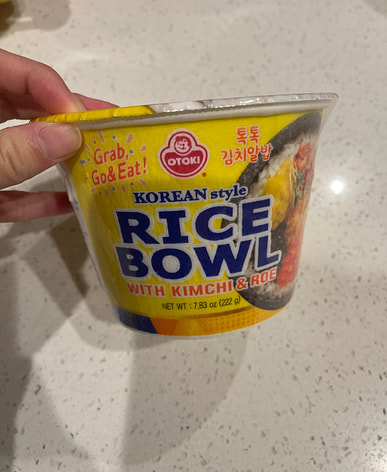 Grab,
Go & Eat!
OTOKI
톡톡
김치알밥
KOREAN style
RICE
BOWL
WITH KIMCHI & ROE
NET WT : 7.83 oz (222 g)